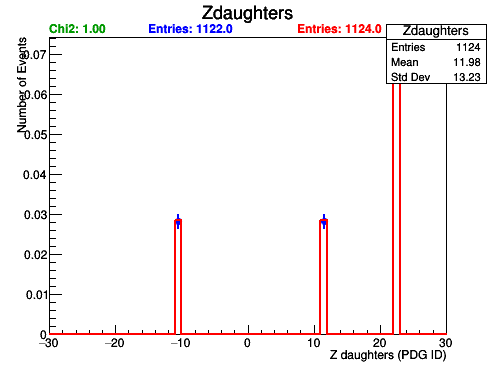 Zdaughters
Chi2: 1.00 Entries: 1122.0 Entries: 1124.0
Zdaughters
Entries 1124
Mean 11.98
Std Dev 13.23
Number of Events
0.07
0.06
0.05
0.04
0.03
0.02
0.01
0
−30 −20 −10 0 10 20 30
Z daughters (PDG ID)